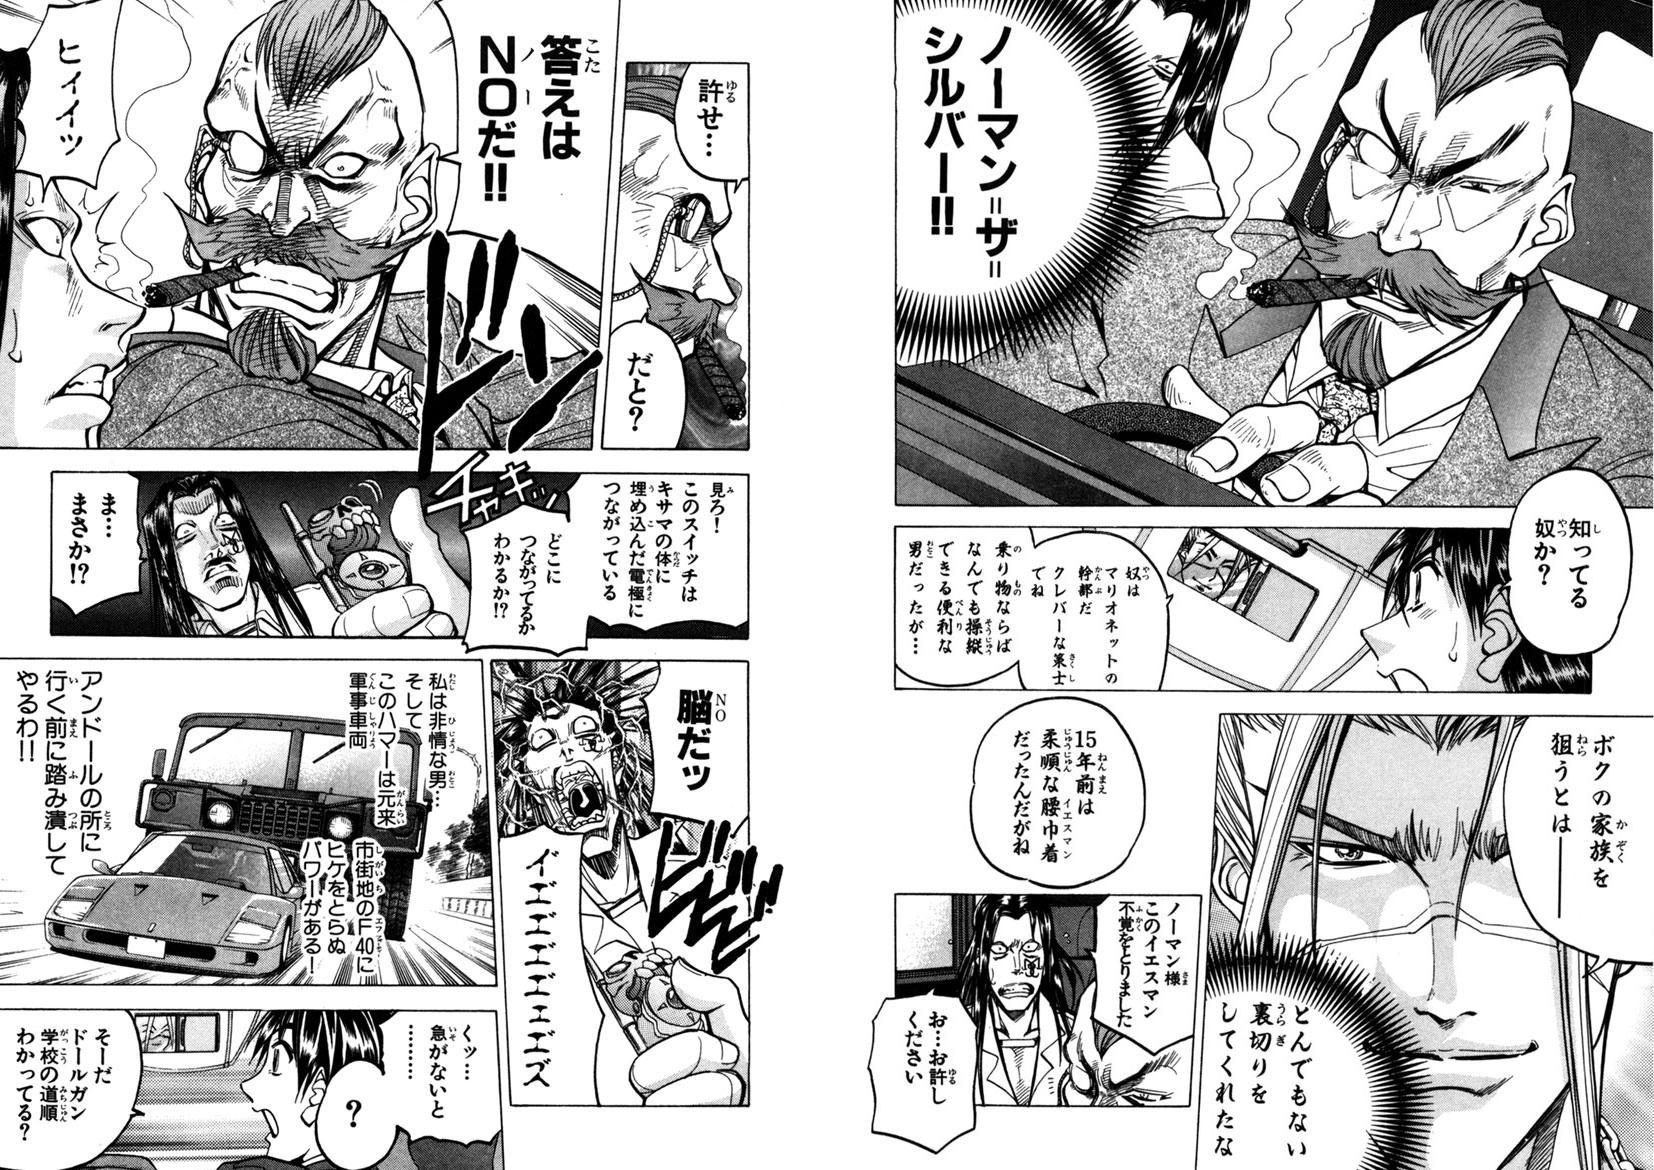 ノーマン=ザ=
シルバー!!
知ってる
奴か?
奴は
マリオネットの
幹部だ
クレバーな策士
でね
乗り物ならば
なんでも操縦
できる便利な
男だったが…
ボクの家族を
狙うとは――
とんでもない
裏切りを
してくれたな
15年前は
柔順な腰巾着
だったんだがね
ノーマン様
このイエスマン
不覚をとりました
お…お許し
ください
許せ…
だと?
答えは
NOだ!!
ヒィイッ
ドンッ
見ろ!
このスイッチは
キサマの体に
埋め込んだ電極に
つながっている
どこに
つながってるか
わかるか!?
チャキッ
ま…
まさか!?
脳だッ
ビビビッ
イエエエエエエズ
私は非情な男…
そして
このハマーは元来
軍事車両
市街地のF40に
ヒケをとらぬ
パワーがある!
アンドールの所に
行く前に踏み潰して
やるわ!!
くッ…
急がないと
………
?
そーだ
ドールガン
学校の道順
わかってる?